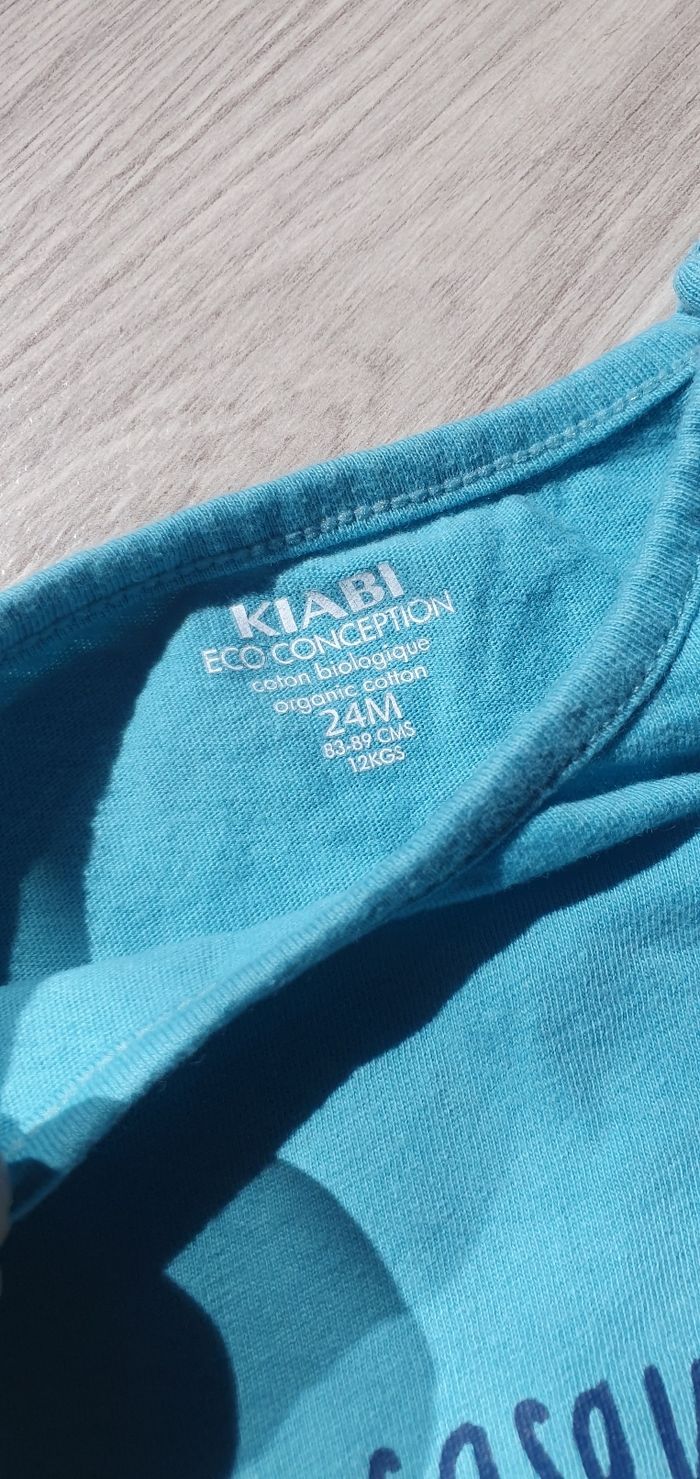 KIABI
ECO CONCEPTION
coton biologique
organic cotton
24M
83-89 CMS
12KGS